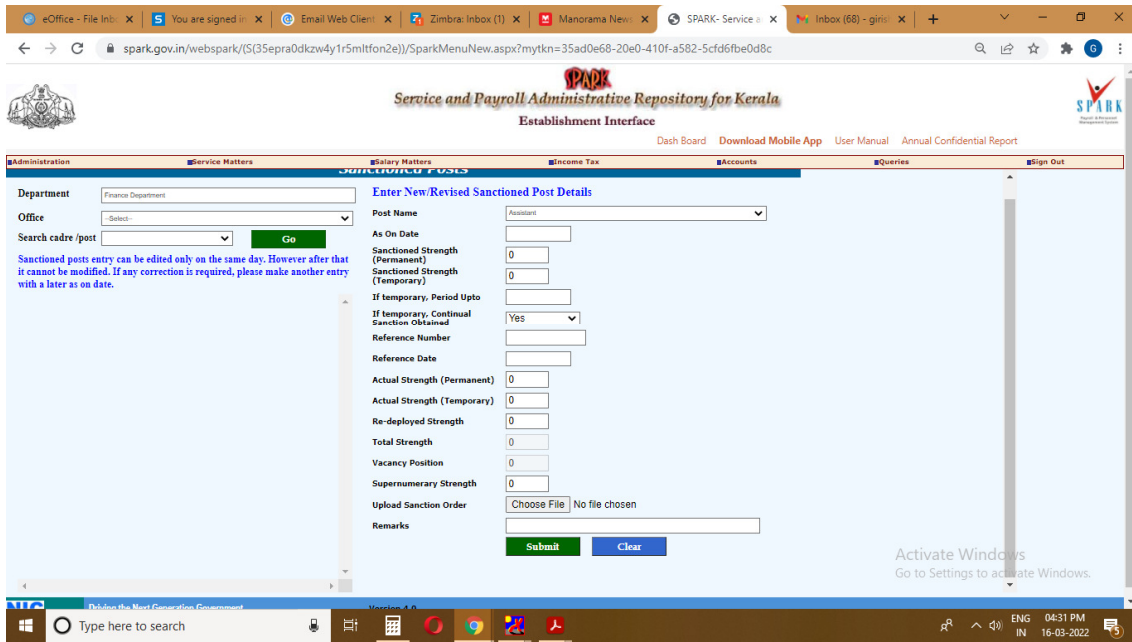 eOffice - File Inbo
You are signed in
Email Web Client
Zimbra: Inbox (1)
Manorama News
SPARK- Service a
Inbox (68) - giris
spark.gov.in/webspark/(S(35epra0dkzw4y1r5mltfon2e))/SparkMenuNew.aspx?mytkn=35ad0e68-20e0-410f-a582-5cfd6fbe0d8c
G
SPARK
Service and Payroll Administrative Repository for Kerala
Establishment Interface
SPARK
Dash Board Download Mobile App User Manual Annual Confidential Report
Administration Service Matters Salary Matters Income Tax Accounts Queries Sign Out
Sanctioned Posts
Department Finance Department
Office --Select--
Search cadre /post Go
Sanctioned posts entry can be edited only on the same day. However after that
it cannot be modified. If any correction is required, please make another entry
with a later as on date.
Enter New/Revised Sanctioned Post Details
Post Name Assistant
As On Date
Sanctioned Strength
(Permanent) 0
Sanctioned Strength
(Temporary) 0
If temporary, Period Upto
If temporary, Continual
Sanction Obtained Yes
Reference Number
Reference Date
Actual Strength (Permanent) 0
Actual Strength (Temporary) 0
Re-deployed Strength 0
Total Strength 0
Vacancy Position 0
Supernumerary Strength 0
Upload Sanction Order Choose File No file chosen
Remarks
Submit Clear
Activate Windows
Go to Settings to activate Windows.
NIC Driving the Next Generation Government Version 4.0
Type here to search
ENG 04:31 PM
IN 16-03-2022
5